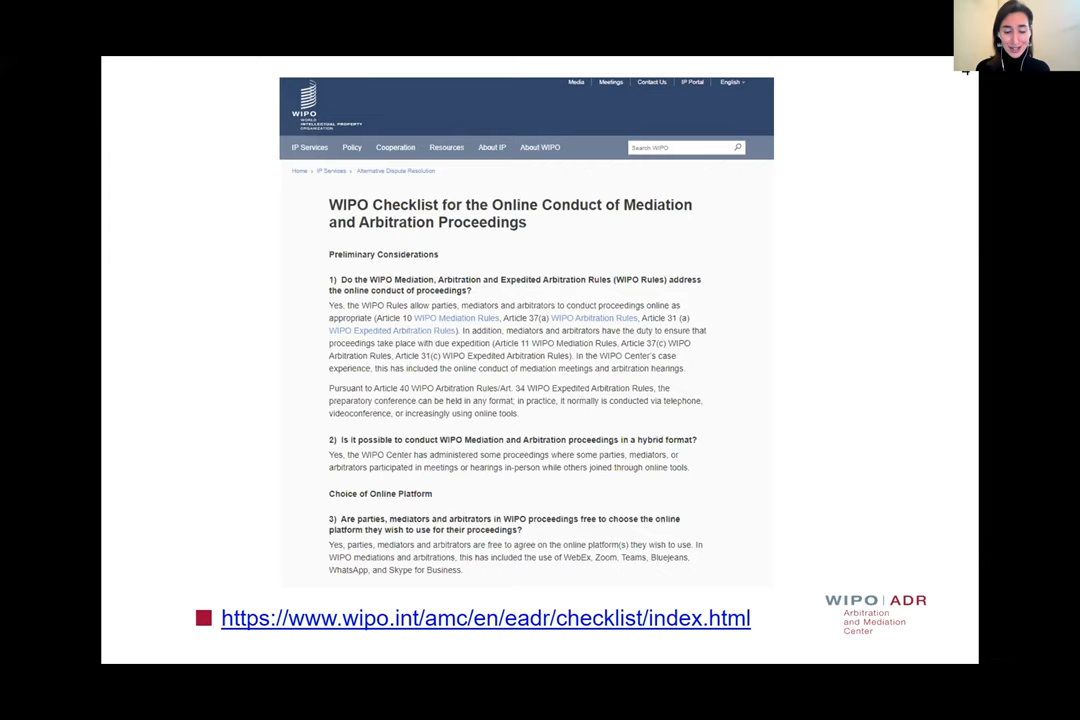 4
WIPO
WORLD
INTELLECTUAL PROPERTY
ORGANIZATION
Media | Meetings | Contact Us | IP Portal | English
IP Services Policy Cooperation Resources About IP About WIPO Search WIPO
Home › IP Services › Alternative Dispute Resolution
WIPO Checklist for the Online Conduct of Mediation
and Arbitration Proceedings
Preliminary Considerations
1) Do the WIPO Mediation, Arbitration and Expedited Arbitration Rules (WIPO Rules) address
the online conduct of proceedings?
Yes, the WIPO Rules allow parties, mediators and arbitrators to conduct proceedings online as
appropriate (Article 10 WIPO Mediation Rules, Article 37(a) WIPO Arbitration Rules, Article 31 (a)
WIPO Expedited Arbitration Rules). In addition, mediators and arbitrators have the duty to ensure that
proceedings take place with due expedition (Article 11 WIPO Mediation Rules, Article 37(c) WIPO
Arbitration Rules, Article 31(c) WIPO Expedited Arbitration Rules). In the WIPO Center's case
experience, this has included the online conduct of mediation meetings and arbitration hearings.
Pursuant to Article 40 WIPO Arbitration Rules/Art. 34 WIPO Expedited Arbitration Rules, the
preparatory conference can be held in any format; in practice, it normally is conducted via telephone,
videoconference, or increasingly using online tools.
2) Is it possible to conduct WIPO Mediation and Arbitration proceedings in a hybrid format?
Yes, the WIPO Center has administered some proceedings where some parties, mediators, or
arbitrators participated in meetings or hearings in-person while others joined through online tools.
Choice of Online Platform
3) Are parties, mediators and arbitrators in WIPO proceedings free to choose the online
platform they wish to use for their proceedings?
Yes, parties, mediators and arbitrators are free to agree on the online platform(s) they wish to use. In
WIPO mediations and arbitrations, this has included the use of WebEx, Zoom, Teams, Bluejeans,
WhatsApp, and Skype for Business.
https://www.wipo.int/amc/en/eadr/checklist/index.html
WIPO | ADR
Arbitration
and Mediation
Center